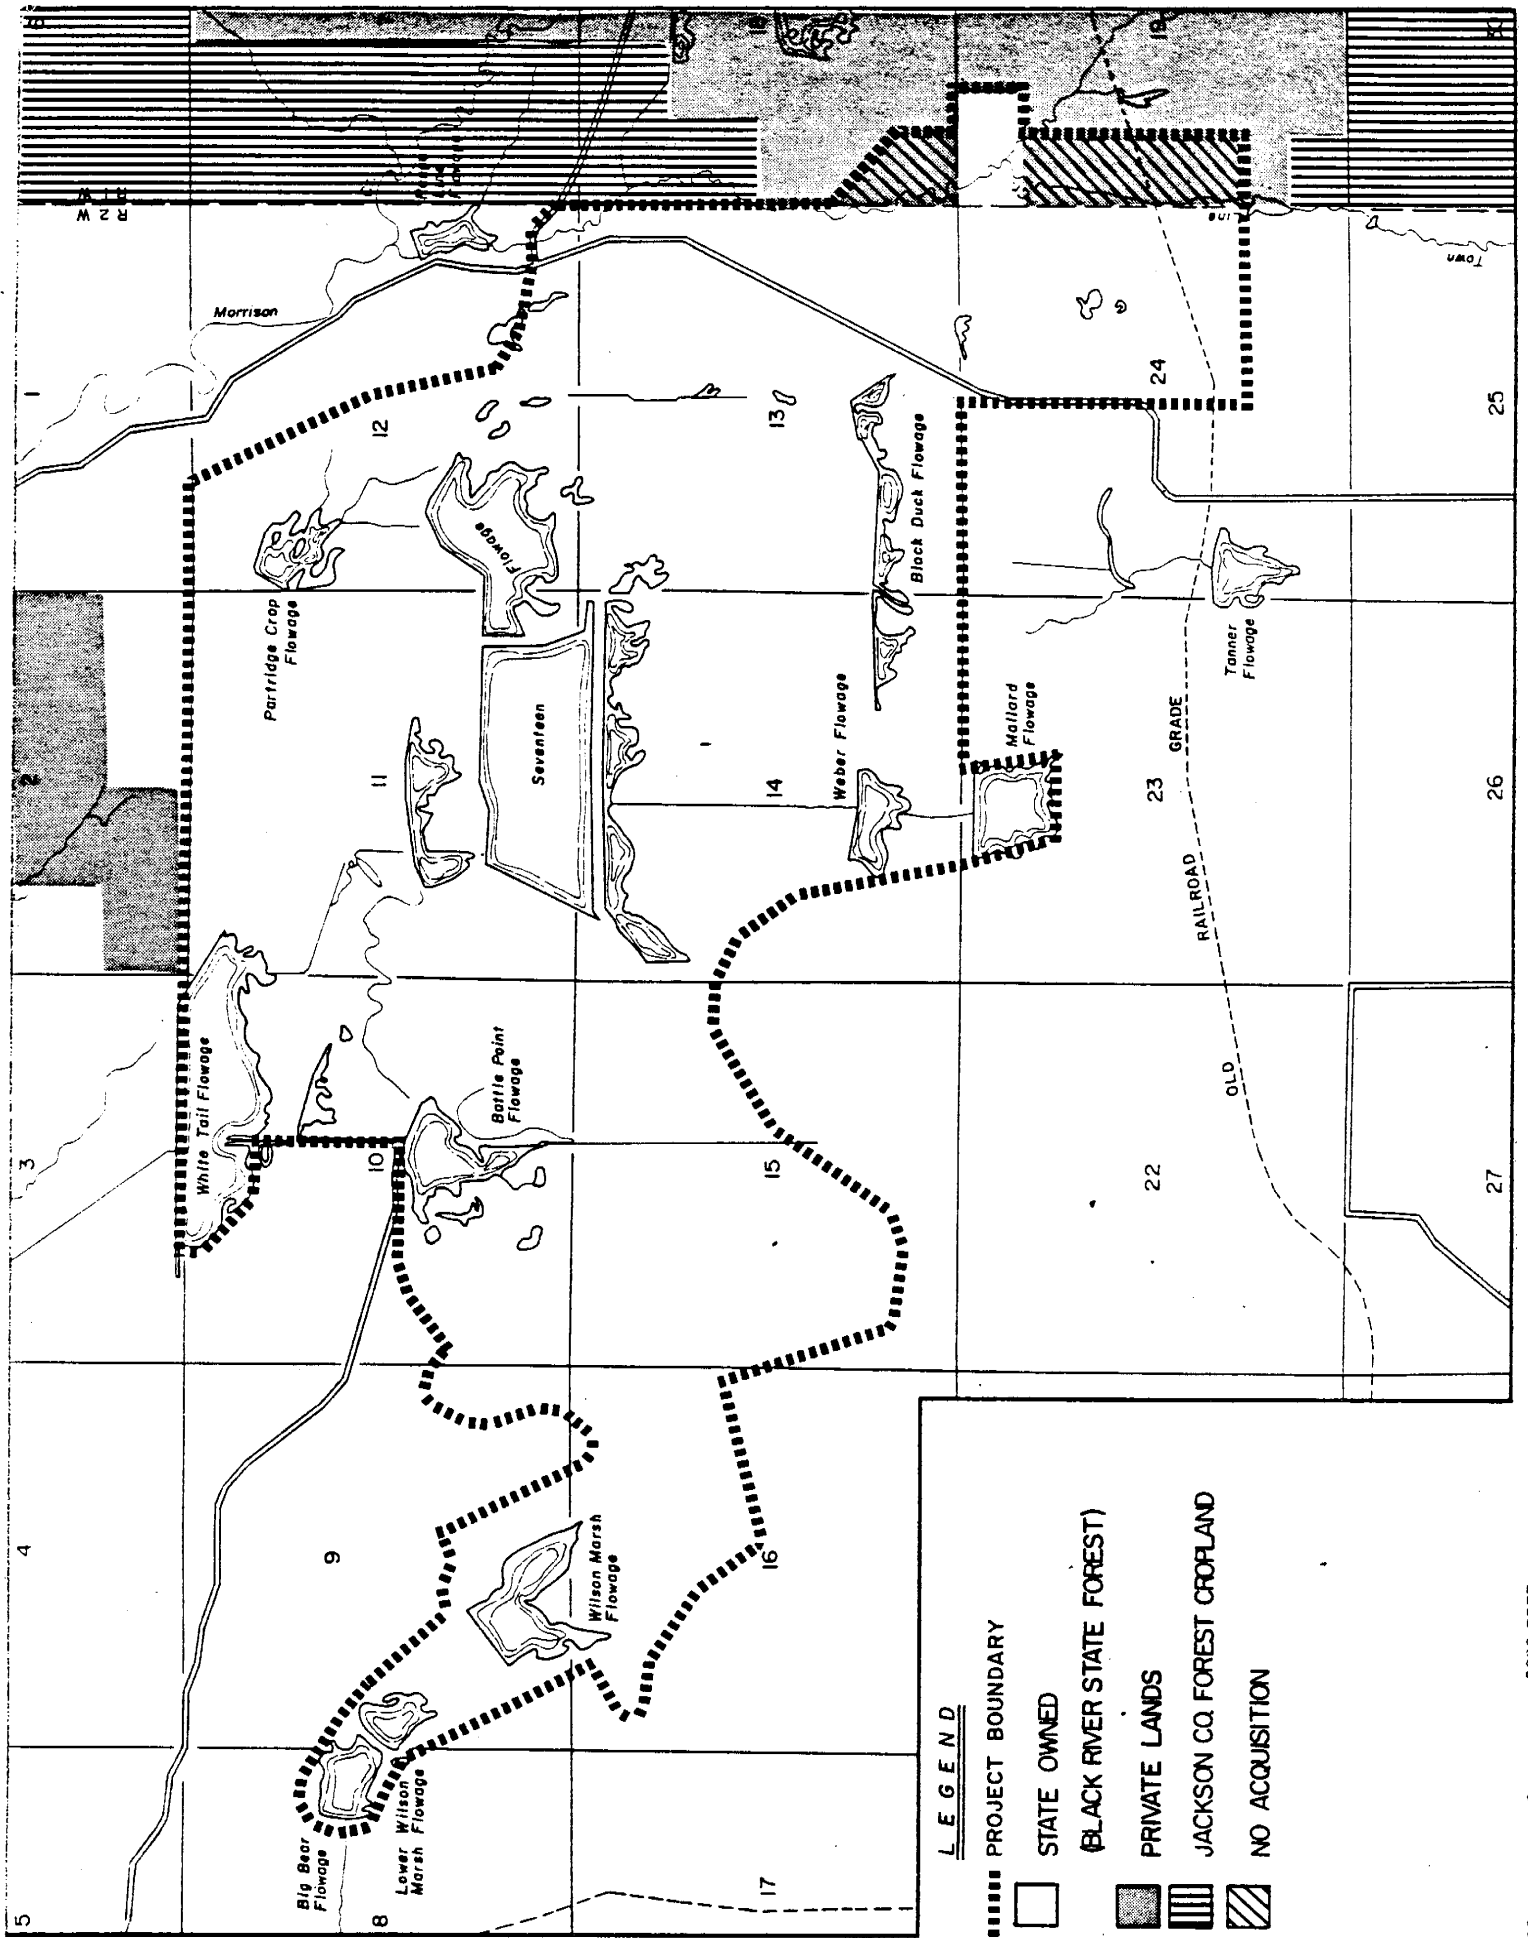 5
4
3
2
1
8
9
10
11
12
17
16
15
14
13
18
22
23
24
19
27
26
25
R 2 W
R 1 W
Morrison
Line
Flowage
Partridge Crop
Flowage
White Tail Flowage
Big Bear
Flowage
Lower Wilson
Marsh Flowage
Wilson Marsh
Flowage
Battle Point
Flowage
Seventeen
Flowage
Weber Flowage
Black Duck Flowage
Mallard
Flowage
Tanner
Flowage
OLD
RAILROAD
GRADE
Town
Line
LEGEND
PROJECT BOUNDARY
STATE OWNED
(BLACK RIVER STATE FOREST)
PRIVATE LANDS
JACKSON CO. FOREST CROPLAND
NO ACQUISITION